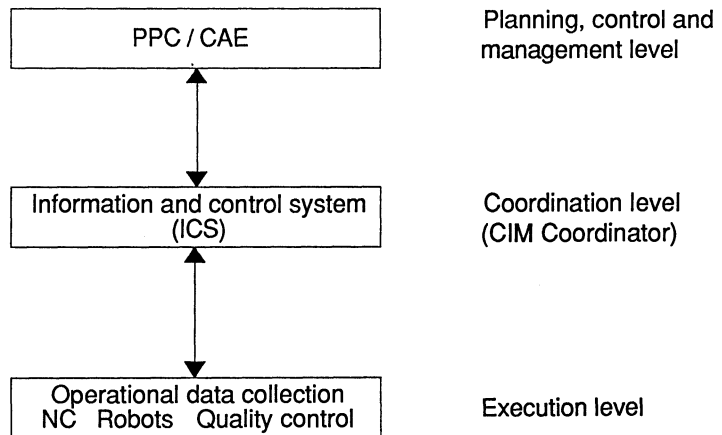 PPC / CAE
Planning, control and
management level
Information and control system
(ICS)
Coordination level
(CIM Coordinator)
Operational data collection
NC Robots Quality control
Execution level